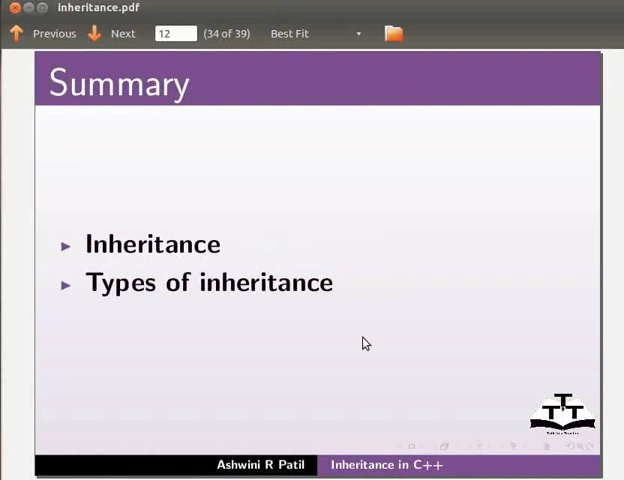 inheritance.pdf
Previous Next 12 (34 of 39) Best Fit
Summary
Inheritance
Types of inheritance
TTT
Ashwini R Patil Inheritance in C++